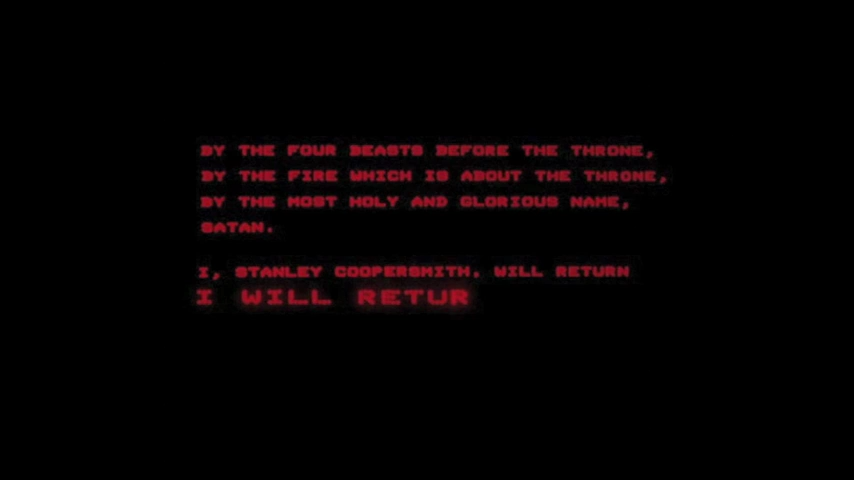 BY THE FOUR BEASTS BEFORE THE THRONE,
BY THE FIRE WHICH IS ABOUT THE THRONE,
BY THE MOST HOLY AND GLORIOUS NAME,
SATAN.
I, STANLEY COOPERSMITH, WILL RETURN
I WILL RETUR